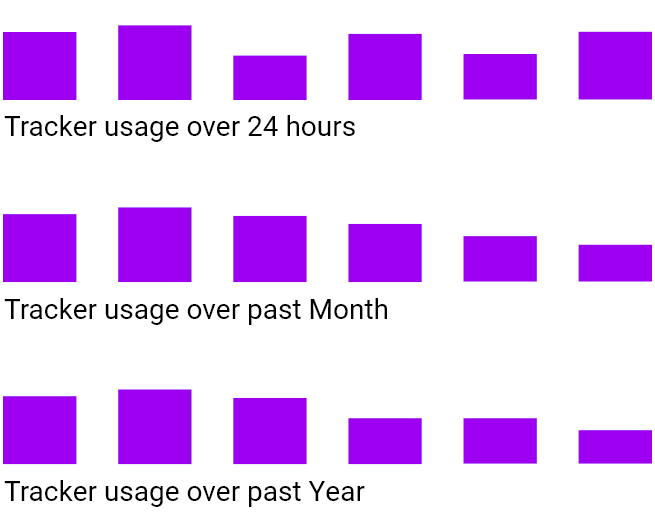 Tracker usage over 24 hours
Tracker usage over past Month
Tracker usage over past Year